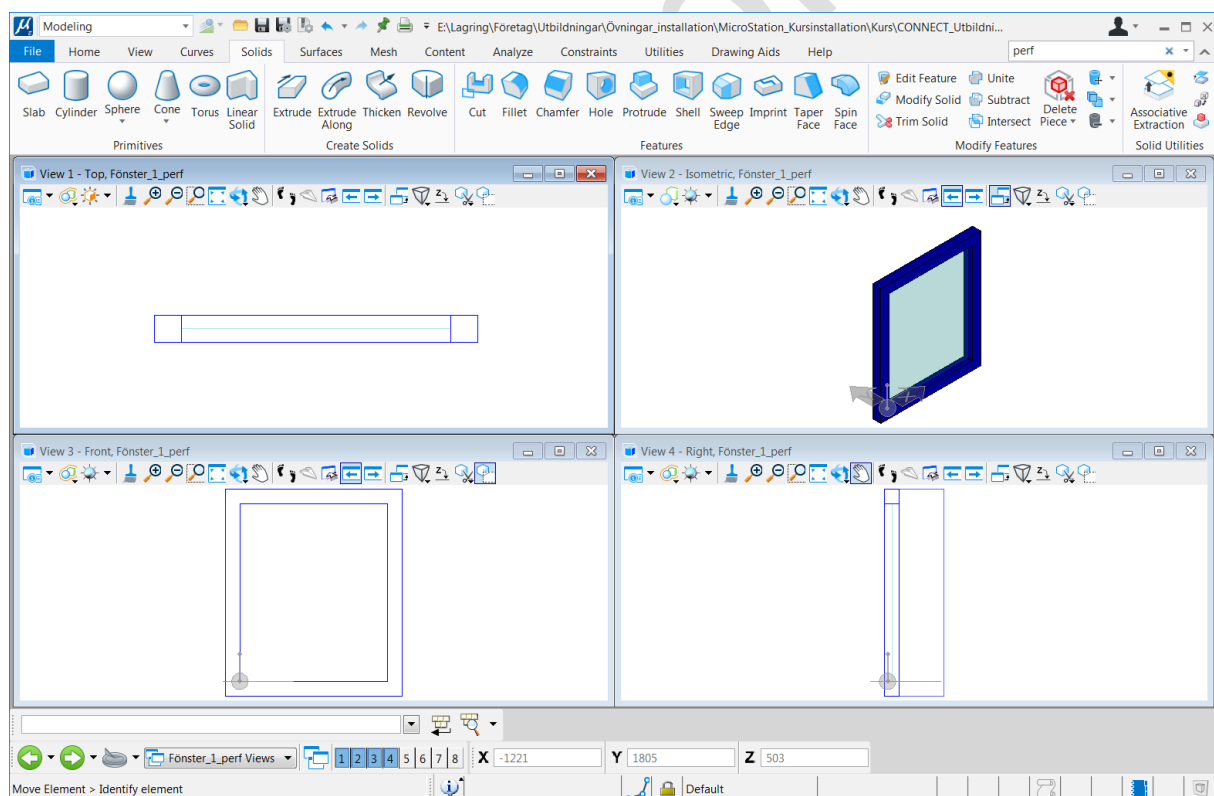 Modeling E:\Lagring\Företag\Utbildningar\Övningar_installation\MicroStation_Kursinstallation\Kurs\CONNECT_Utbildni...
File Home View Curves Solids Surfaces Mesh Content Analyze Constraints Utilities Drawing Aids Help perf
Slab Cylinder Sphere Cone Torus Linear Solid Extrude Extrude Along Thicken Revolve Cut Fillet Chamfer Hole Protrude Shell Sweep Edge Imprint Taper Face Spin Face
Edit Feature Unite
Modify Solid Subtract
Trim Solid Intersect
Delete Piece
Associative Extraction
Primitives Create Solids Features Modify Features Solid Utilities
View 1 - Top, Fönster_1_perf
View 2 - Isometric, Fönster_1_perf
View 3 - Front, Fönster_1_perf
View 4 - Right, Fönster_1_perf
Fönster_1_perf Views 1 2 3 4 5 6 7 8 X -1221 Y 1805 Z 503
Move Element > Identify element Default